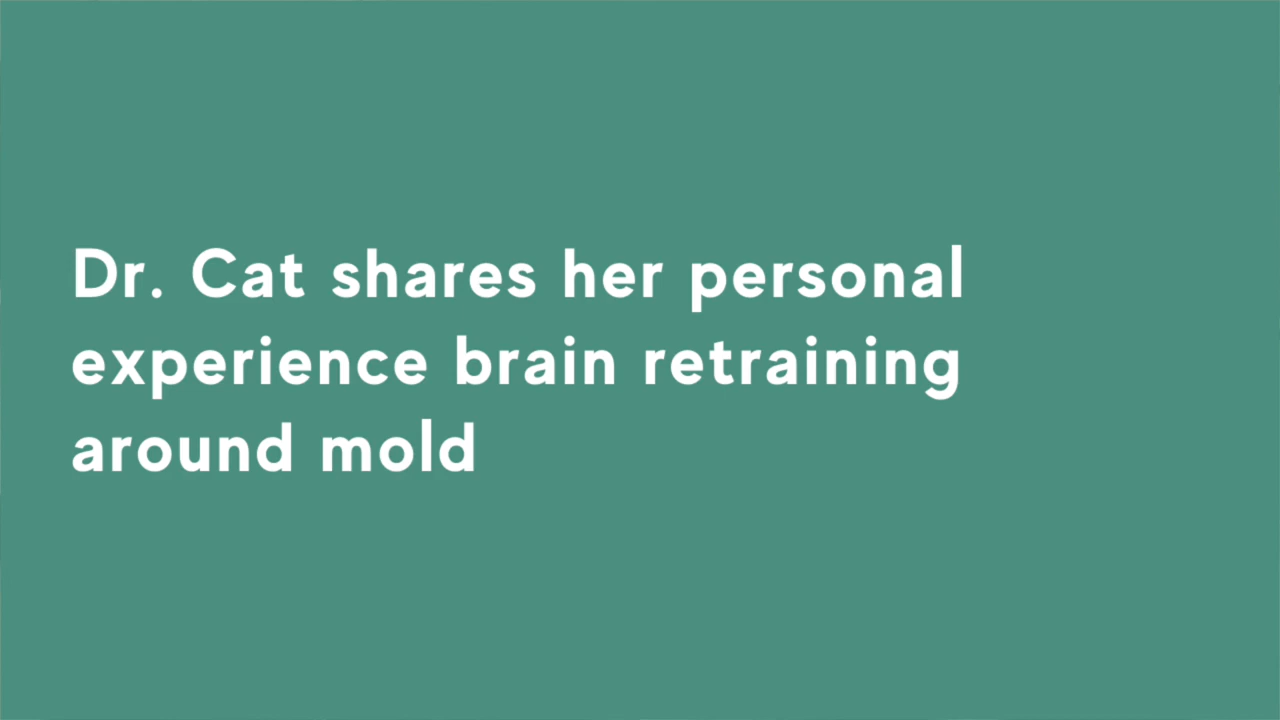 Dr. Cat shares her personal
experience brain retraining
around mold